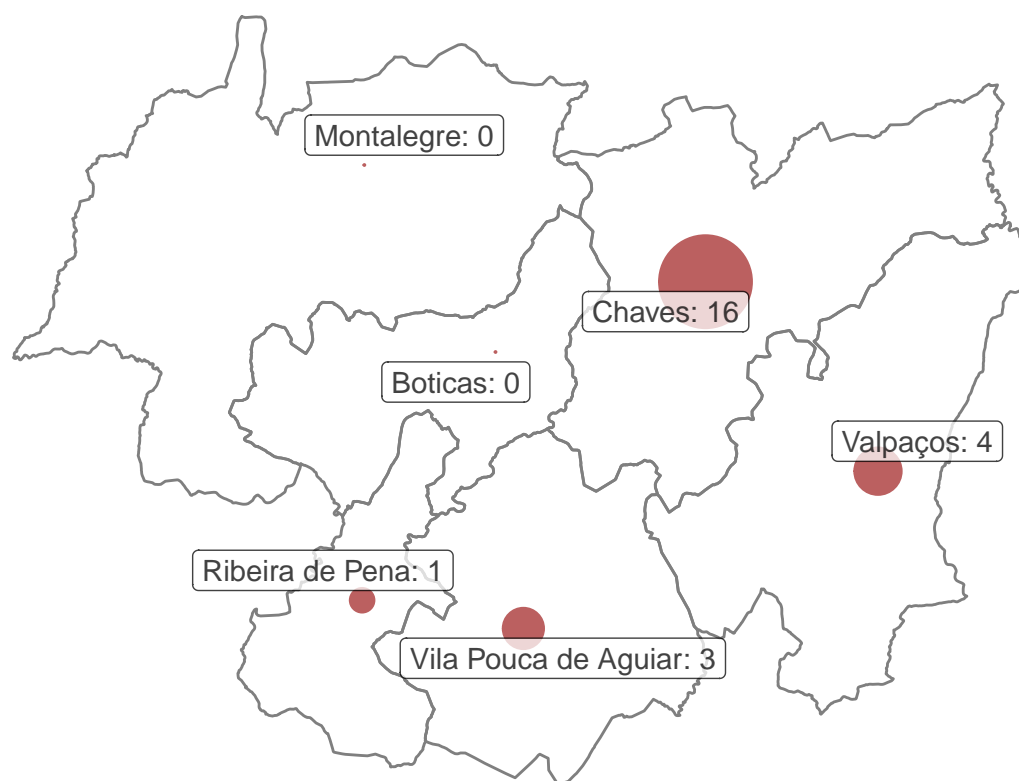 Montalegre: 0
Chaves: 16
Boticas: 0
Valpaços: 4
Ribeira de Pena: 1
Vila Pouca de Aguiar: 3